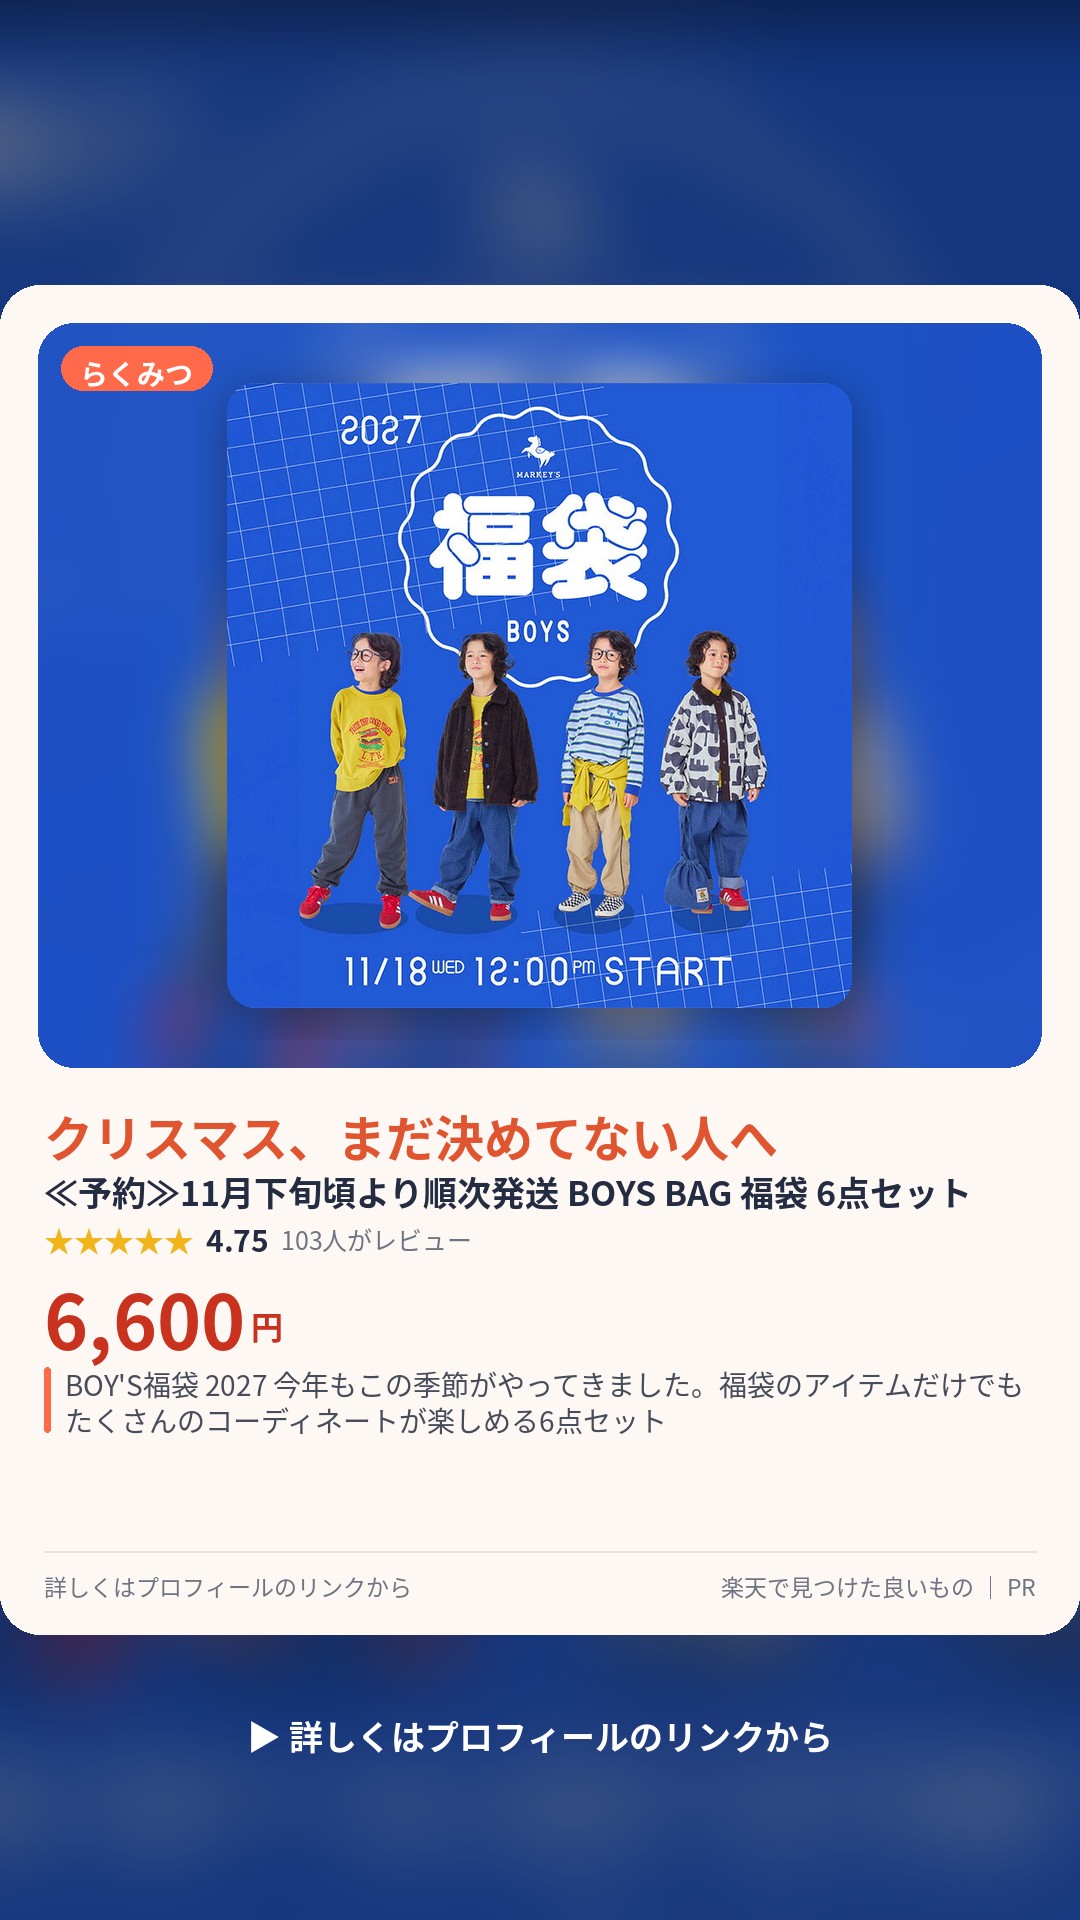 らくみつ
2027
MARKEY'S
福袋
BOYS
11/18 WED 12:00 PM START
クリスマス、まだ決めてない人へ
≪予約≫11月下旬頃より順次発送 BOYS BAG 福袋 6点セット
★★★★★ 4.75 103人がレビュー
6,600円
BOY'S福袋 2027 今年もこの季節がやってきました。福袋のアイテムだけでも
たくさんのコーディネートが楽しめる6点セット
詳しくはプロフィールのリンクから
楽天で見つけた良いもの | PR
▶ 詳しくはプロフィールのリンクから